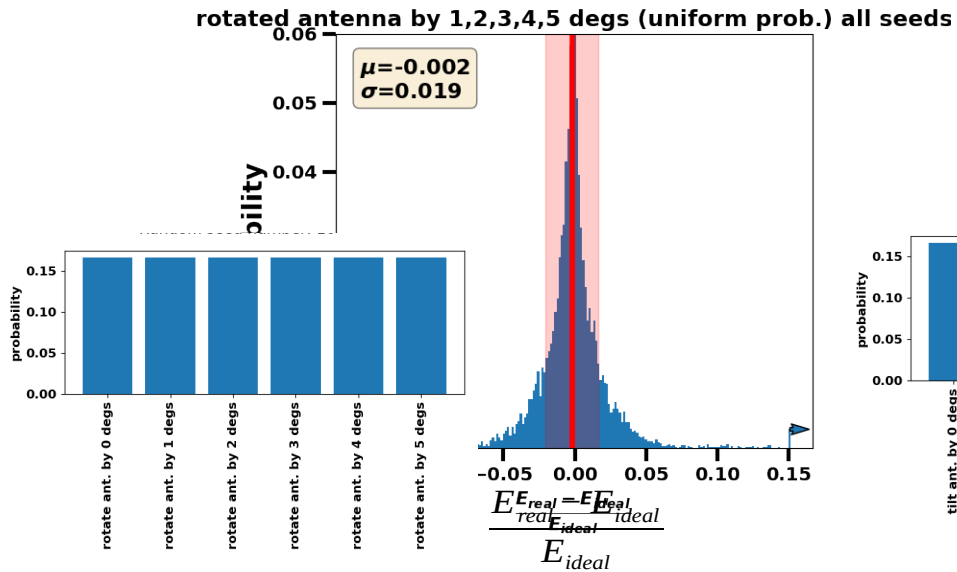 rotated antenna by 1,2,3,4,5 degs (uniform prob.) all seeds
0.06
μ=-0.002
σ=0.019
0.05
0.04
0.15
0.10
0.05
0.00
probability
rotate ant. by 0 degs
rotate ant. by 1 degs
rotate ant. by 2 degs
rotate ant. by 3 degs
rotate ant. by 4 degs
rotate ant. by 5 degs
−0.05 0.00 0.05 0.10 0.15
E_real − E_ideal
E_ideal
E_real − E_ideal
E_ideal
0.15
0.10
0.05
0.00
probability
tilt ant. by 0 degs